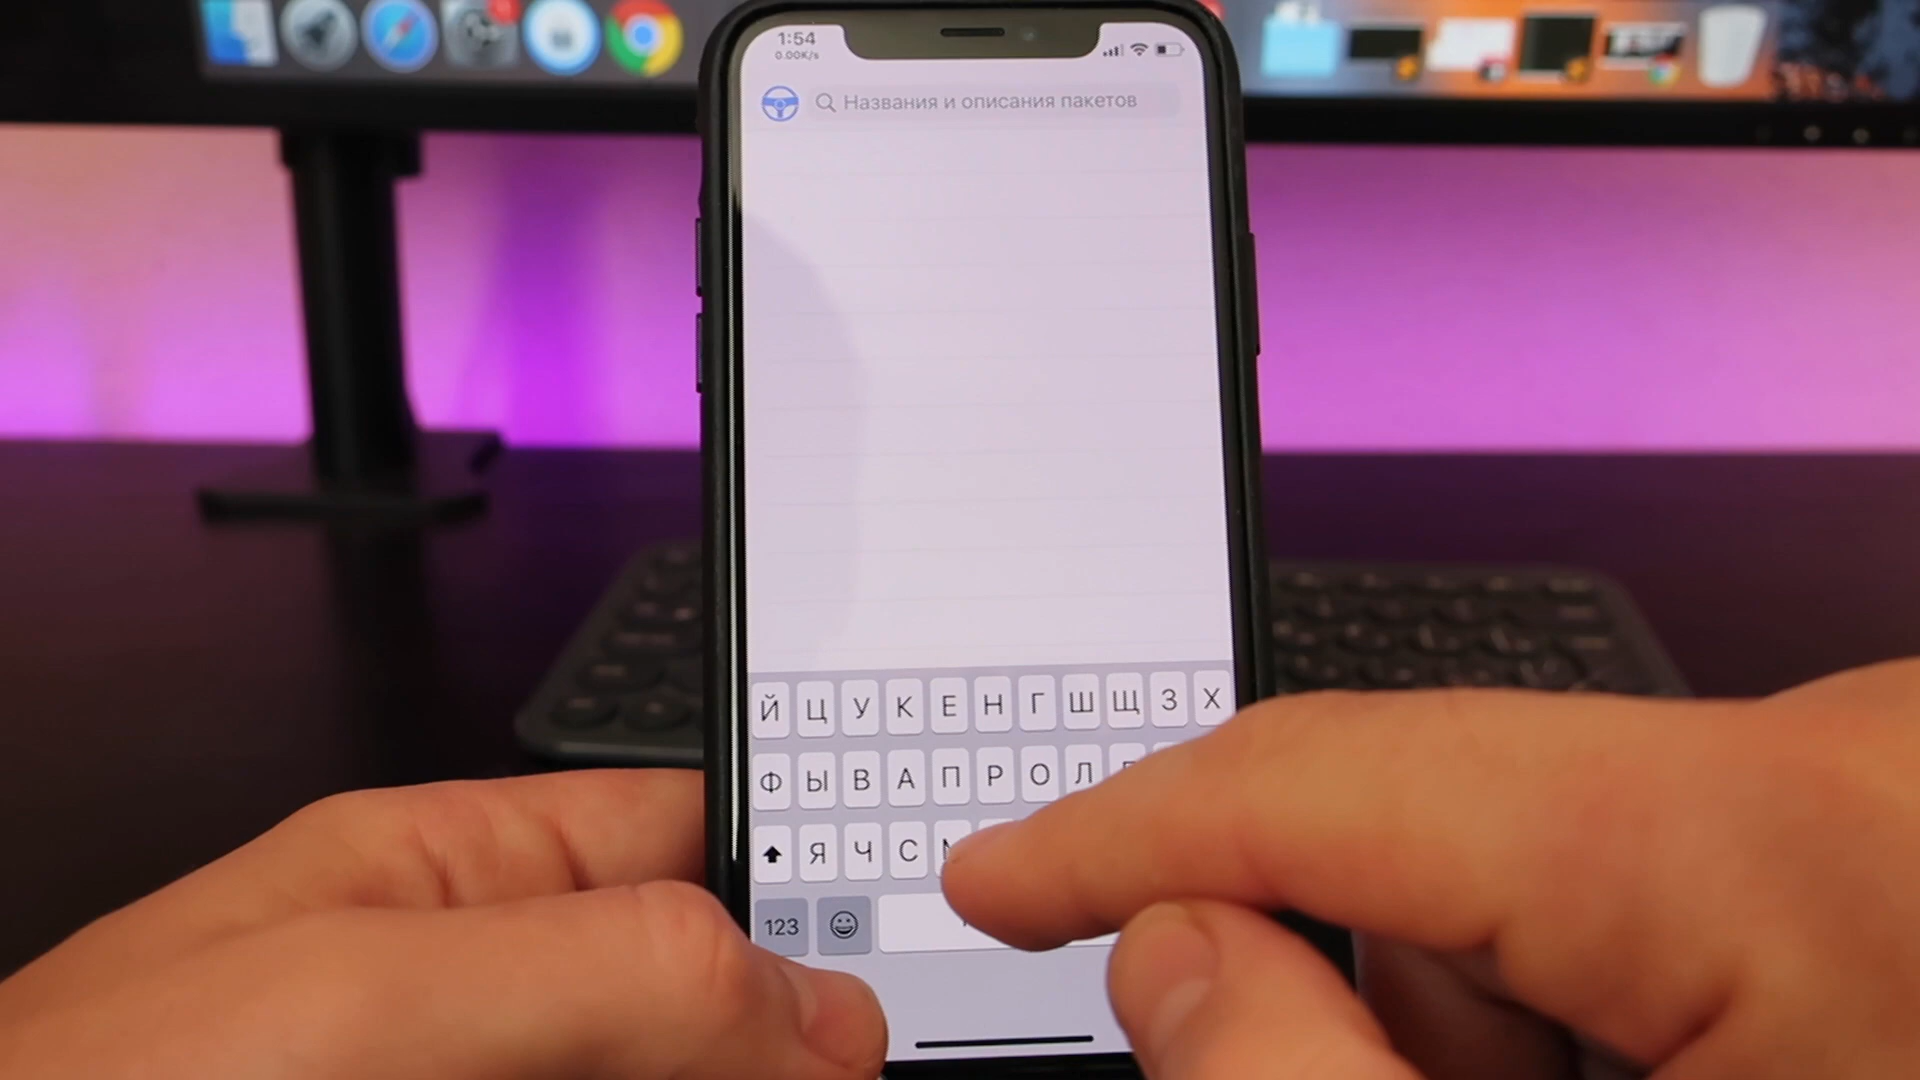 1:54
0.00K/s
Названия и описания пакетов
Й Ц У К Е Н Г Ш Щ З Х
Ф Ы В А П Р О Л
Я Ч С
123